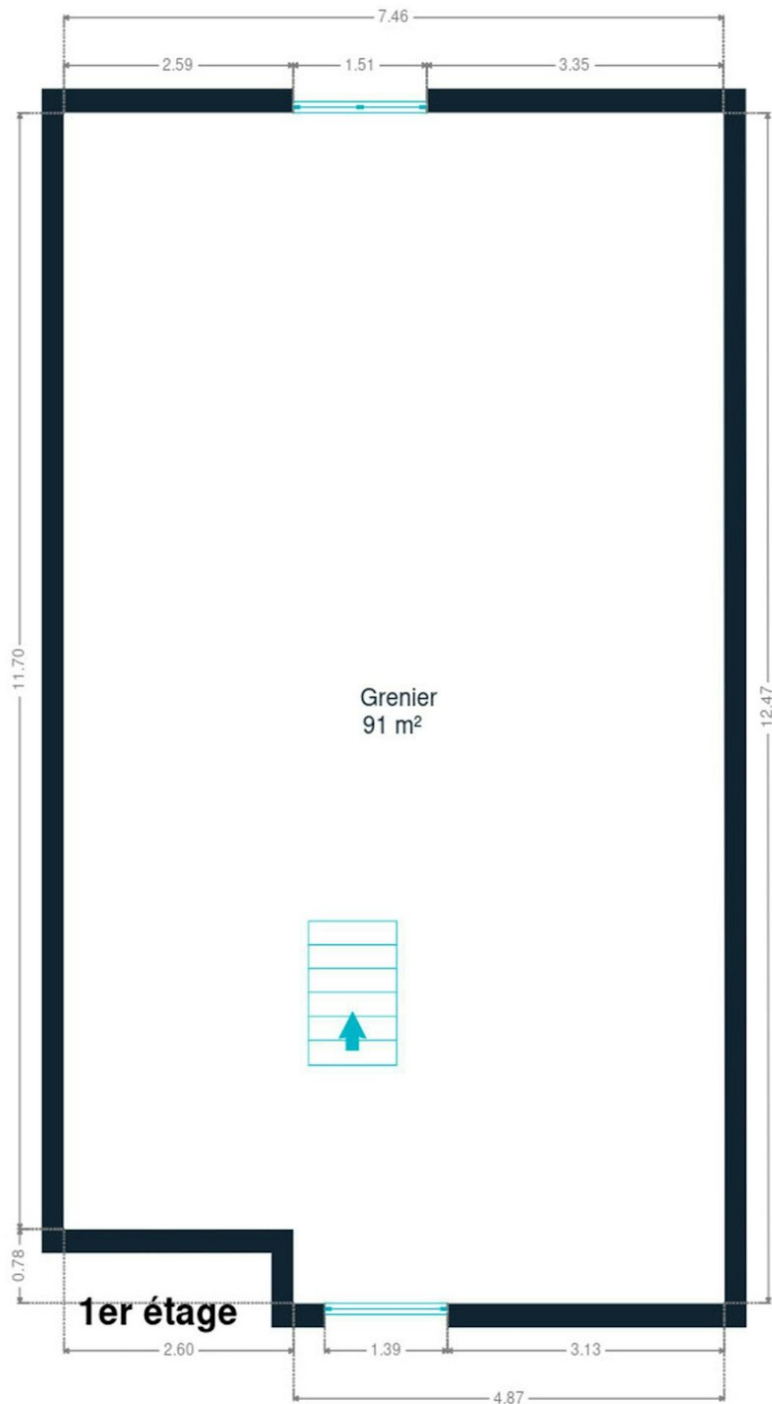 7.46
2.59 1.51 3.35
11.70
12.47
Grenier
91 m²
0.78
1er étage
2.60 1.39 3.13
4.87